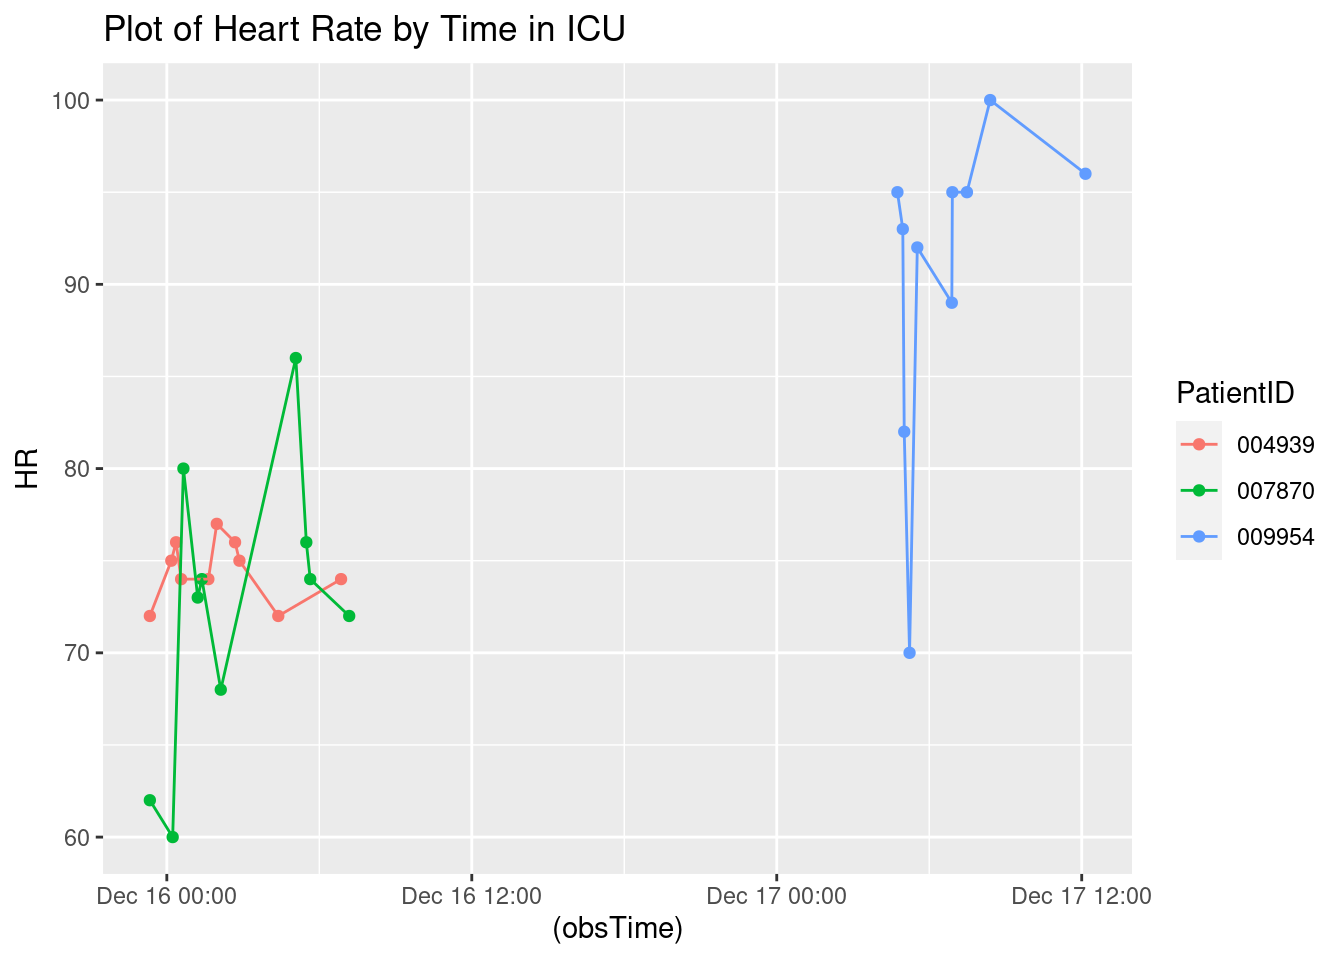 Plot of Heart Rate by Time in ICU
100
90
80
70
60
HR
Dec 16 00:00
Dec 16 12:00
Dec 17 00:00
Dec 17 12:00
(obsTime)
PatientID
004939
007870
009954